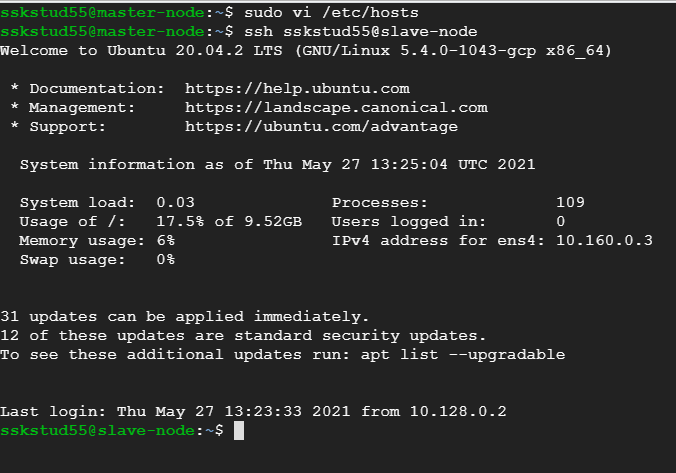 sskstud55@master-node:~$ sudo vi /etc/hosts
sskstud55@master-node:~$ ssh sskstud55@slave-node
Welcome to Ubuntu 20.04.2 LTS (GNU/Linux 5.4.0-1043-gcp x86_64)
* Documentation: https://help.ubuntu.com
* Management: https://landscape.canonical.com
* Support: https://ubuntu.com/advantage
System information as of Thu May 27 13:25:04 UTC 2021
System load: 0.03 Processes: 109
Usage of /: 17.5% of 9.52GB Users logged in: 0
Memory usage: 6% IPv4 address for ens4: 10.160.0.3
Swap usage: 0%
31 updates can be applied immediately.
12 of these updates are standard security updates.
To see these additional updates run: apt list --upgradable
Last login: Thu May 27 13:23:33 2021 from 10.128.0.2
sskstud55@slave-node:~$